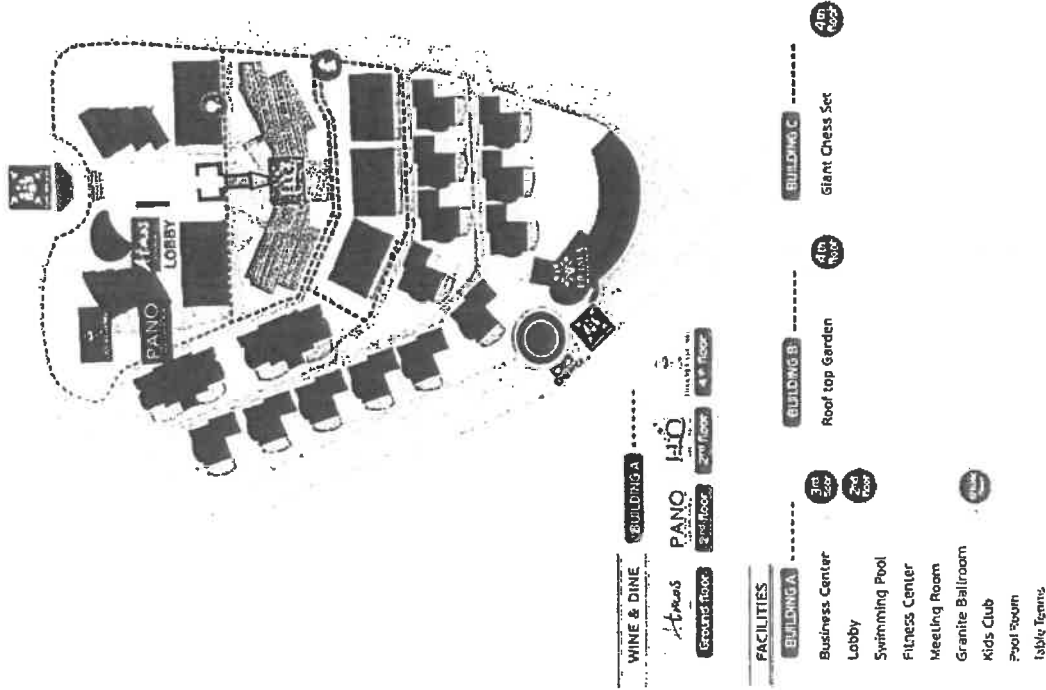 PANO
LOBBY
WINE & DINE
BUILDING A
PANO
Ground floor
2nd floor
2nd floor
4th floor
FACILITIES
BUILDING A
Business Center
3rd floor
Lobby
2nd floor
Swimming Pool
Fitness Center
Meeting Room
Granite Ballroom
Kids Club
Pool Room
Table Tennis
BUILDING B
Roof top Garden
4th floor
BUILDING C
Giant Chess Set
4th floor